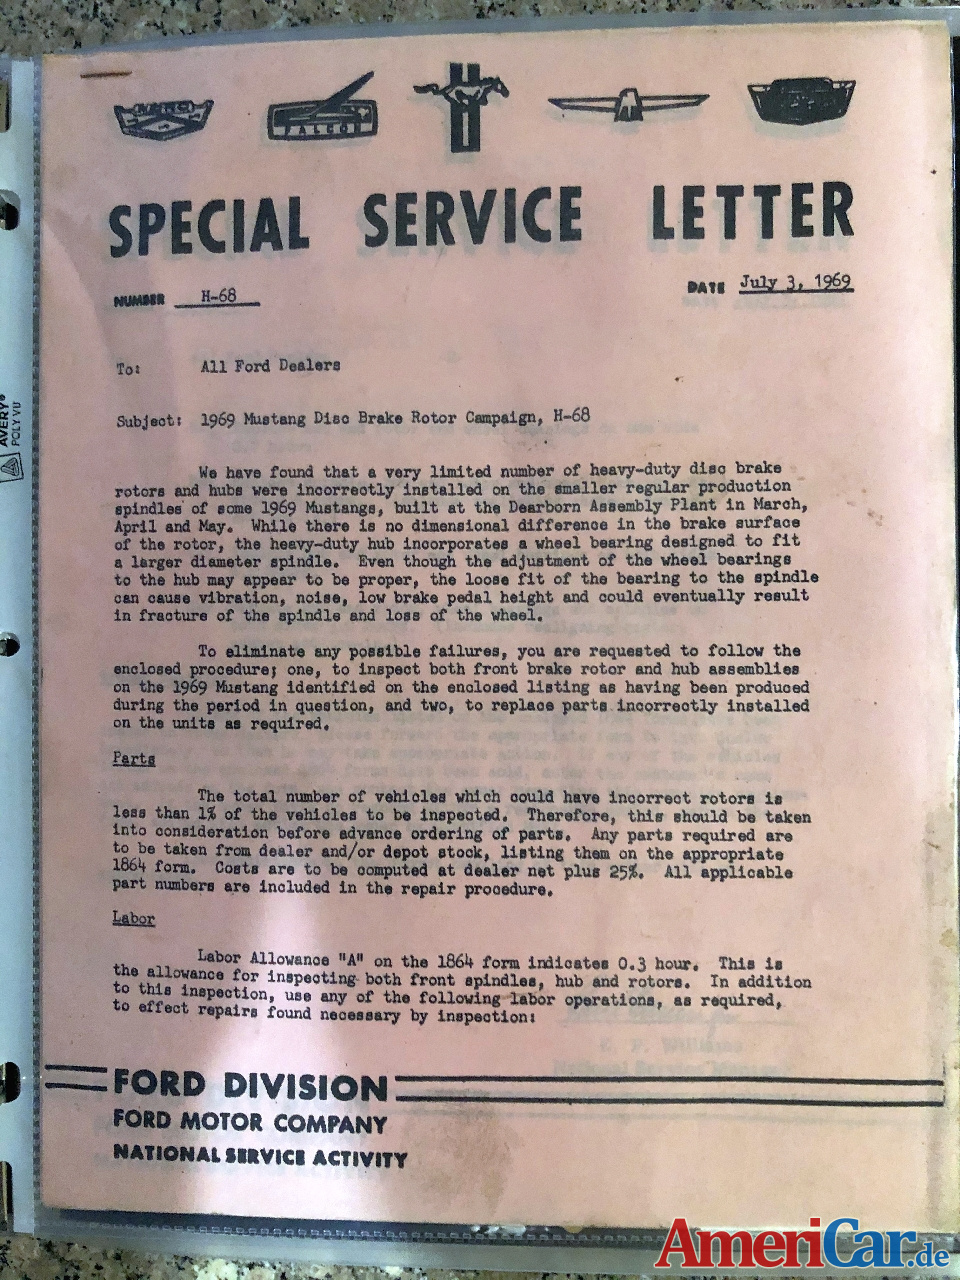 FALCON
SPECIAL SERVICE LETTER
NUMBER H-68
DATE July 3, 1969
To: All Ford Dealers
Subject: 1969 Mustang Disc Brake Rotor Campaign, H-68
We have found that a very limited number of heavy-duty disc brake
rotors and hubs were incorrectly installed on the smaller regular production
spindles of some 1969 Mustangs, built at the Dearborn Assembly Plant in March,
April and May. While there is no dimensional difference in the brake surface
of the rotor, the heavy-duty hub incorporates a wheel bearing designed to fit
a larger diameter spindle. Even though the adjustment of the wheel bearings
to the hub may appear to be proper, the loose fit of the bearing to the spindle
can cause vibration, noise, low brake pedal height and could eventually result
in fracture of the spindle and loss of the wheel.
To eliminate any possible failures, you are requested to follow the
enclosed procedure; one, to inspect both front brake rotor and hub assemblies
on the 1969 Mustang identified on the enclosed listing as having been produced
during the period in question, and two, to replace parts incorrectly installed
on the units as required.
Parts
The total number of vehicles which could have incorrect rotors is
less than 1% of the vehicles to be inspected. Therefore, this should be taken
into consideration before advance ordering of parts. Any parts required are
to be taken from dealer and/or depot stock, listing them on the appropriate
1864 form. Costs are to be computed at dealer net plus 25%. All applicable
part numbers are included in the repair procedure.
Labor
Labor Allowance "A" on the 1864 form indicates 0.3 hour. This is
the allowance for inspecting both front spindles, hub and rotors. In addition
to this inspection, use any of the following labor operations, as required,
to effect repairs found necessary by inspection:
FORD DIVISION
FORD MOTOR COMPANY
NATIONAL SERVICE ACTIVITY
AVERY®
POLY VU
AmeriCar.de